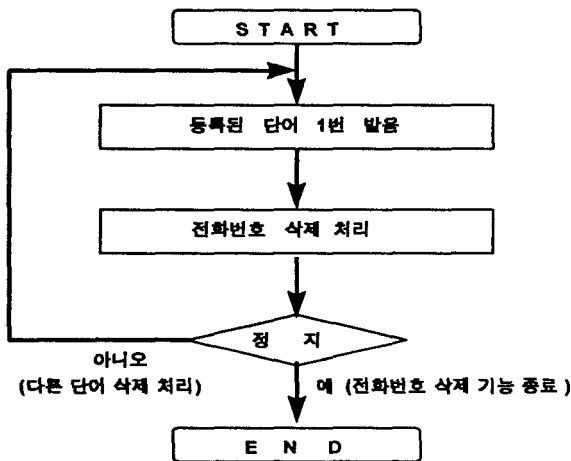 S T A R T
등록된 단어 1번 발음
전화번호 삭제 처리
정 지
아니오
(다른 단어 삭제 처리)
예 (전화번호 삭제 기능 종료)
E N D